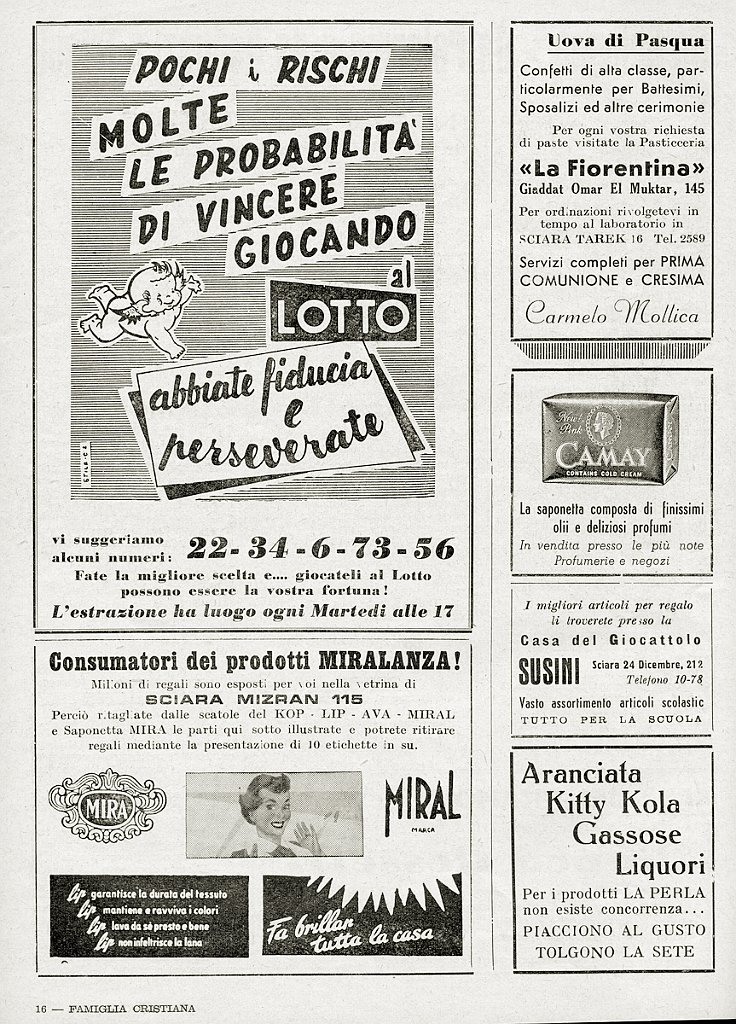 POCHI i RISCHI
MOLTE
LE PROBABILITA'
DI VINCERE
GIOCANDO
al
LOTTO
abbiate fiducia
e
perseverate
vi suggeriamo
alcuni numeri: 22-34-6-73-56
Fate la migliore scelta e.... giocateli al Lotto
possono essere la vostra fortuna!
L'estrazione ha luogo ogni Martedì alle 17
Consumatori dei prodotti MIRALANZA!
Milioni di regali sono esposti per voi nella vetrina di
SCIARA MIZRAN 115
Perciò ritagliate dalle scatole del KOP - LIP - AVA - MIRAL
e Saponetta MIRA le parti qui sotto illustrate e potrete ritirare
regali mediante la presentazione di 10 etichette in su.
MIRA
MIRAL
MARCA
lip garantisce la durata del tessuto
lip mantiene e ravviva i colori
lip lava da sè presto e bene
lip non infeltrisce la lana
Fa brillar
tutta la casa
Uova di Pasqua
Confetti di alta classe, par-
ticolarmente per Battesimi,
Sposalizi ed altre cerimonie
Per ogni vostra richiesta
di paste visitate la Pasticceria
«La Fiorentina»
Giaddat Omar El Muktar, 145
Per ordinazioni rivolgetevi in
tempo al laboratorio in
SCIARA TAREK 16 Tel. 2589
Servizi completi per PRIMA
COMUNIONE e CRESIMA
Carmelo Mollica
Pink
CAMAY
CONTAINS COLD CREAM
La saponetta composta di finissimi
olii e deliziosi profumi
In vendita presso le più note
Profumerie e negozi
I migliori articoli per regalo
li troverete presso la
Casa del Giocattolo
SUSINI Sciara 24 Dicembre, 212
Telefono 10-78
Vasto assortimento articoli scolastic
TUTTO PER LA SCUOLA
Aranciata
Kitty Kola
Gassose
Liquori
Per i prodotti LA PERLA
non esiste concorrenza...
PIACCIONO AL GUSTO
TOLGONO LA SETE
16 — FAMIGLIA CRISTIANA